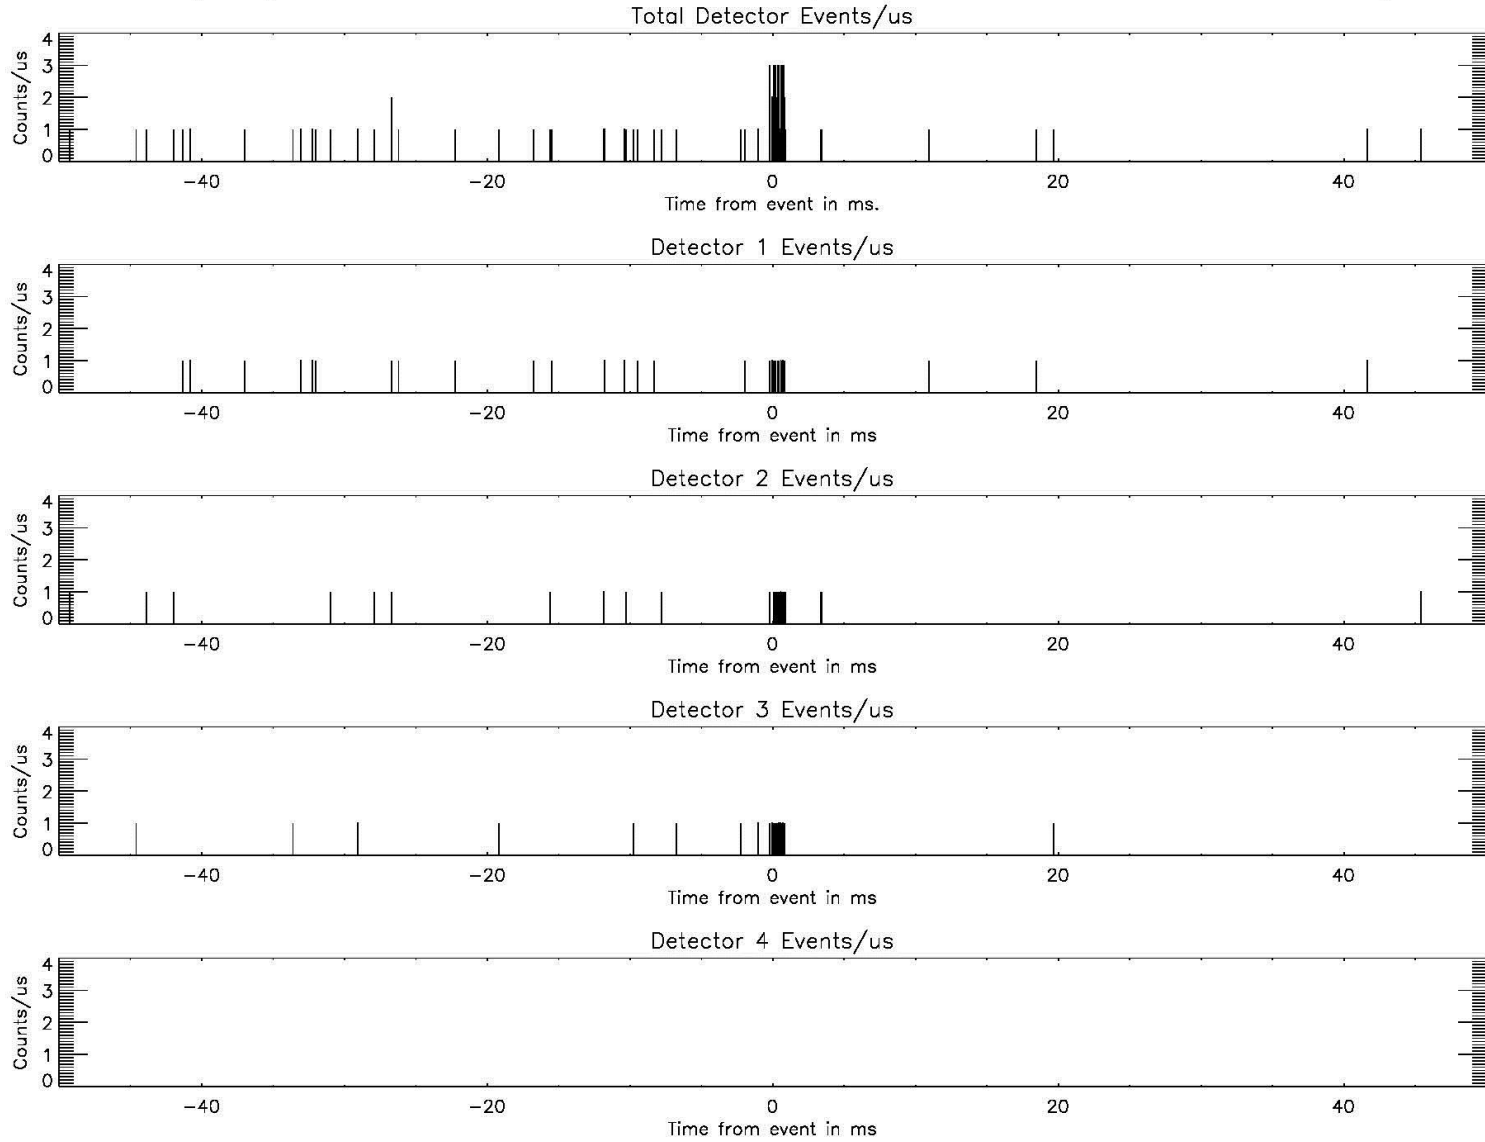 Total Detector Events/us
Counts/us
4
3
2
1
0
−40 −20 0 20 40
Time from event in ms.
Detector 1 Events/us
Counts/us
4
3
2
1
0
−40 −20 0 20 40
Time from event in ms
Detector 2 Events/us
Counts/us
4
3
2
1
0
−40 −20 0 20 40
Time from event in ms
Detector 3 Events/us
Counts/us
4
3
2
1
0
−40 −20 0 20 40
Time from event in ms
Detector 4 Events/us
Counts/us
4
3
2
1
0
−40 −20 0 20 40
Time from event in ms